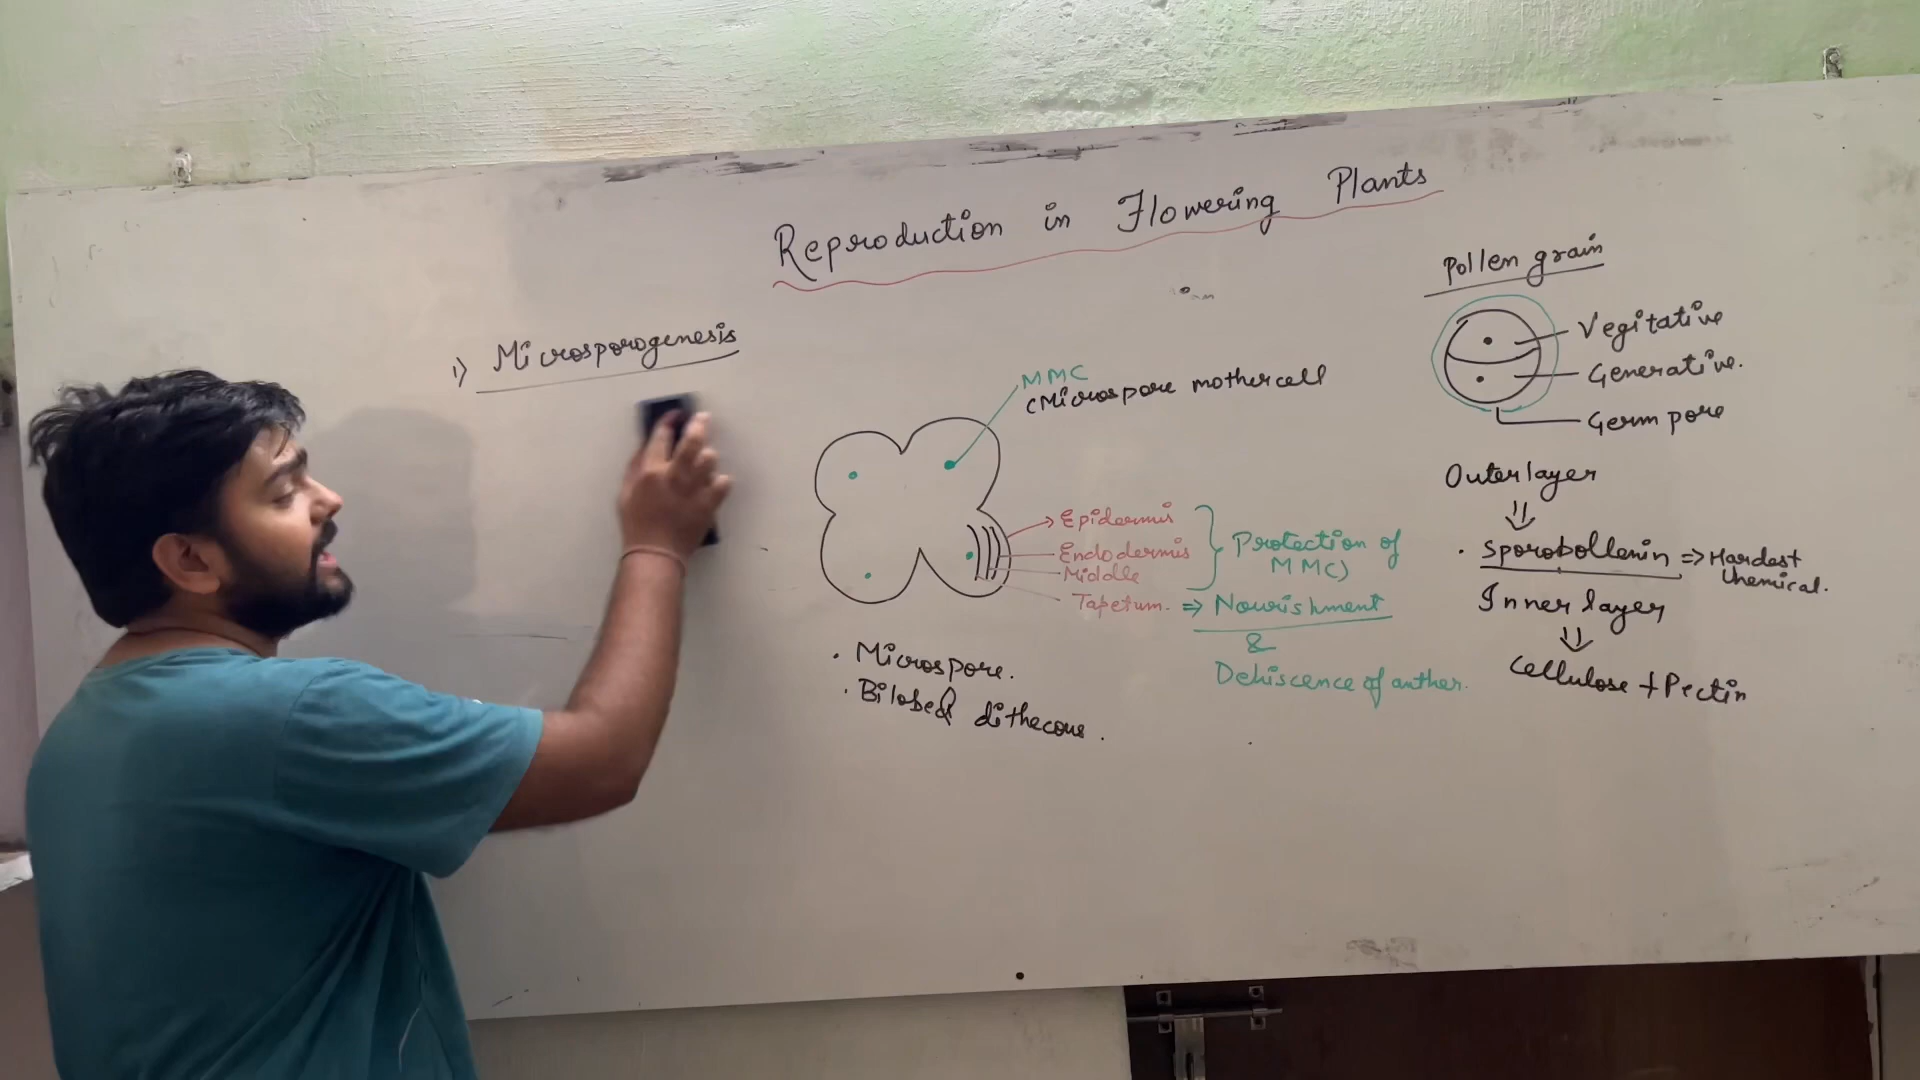 Reproduction in Flowering Plants
1) Microsporogenesis
MMC
(Microspore mothercell
Epidermis
Endodermis
Middle
Tapetum. ⇒ Nourishment
&
Dehiscence of anther.
Protection of
MMC)
• Microspore.
• Bilobed dithecous.
Pollen grain
Vegitative
Generative.
Germ pore
Outer layer
⇓
• Sporobollenin ⇒ Hardest
Chemical.
Inner layer
⇓
Cellulose + Pectin